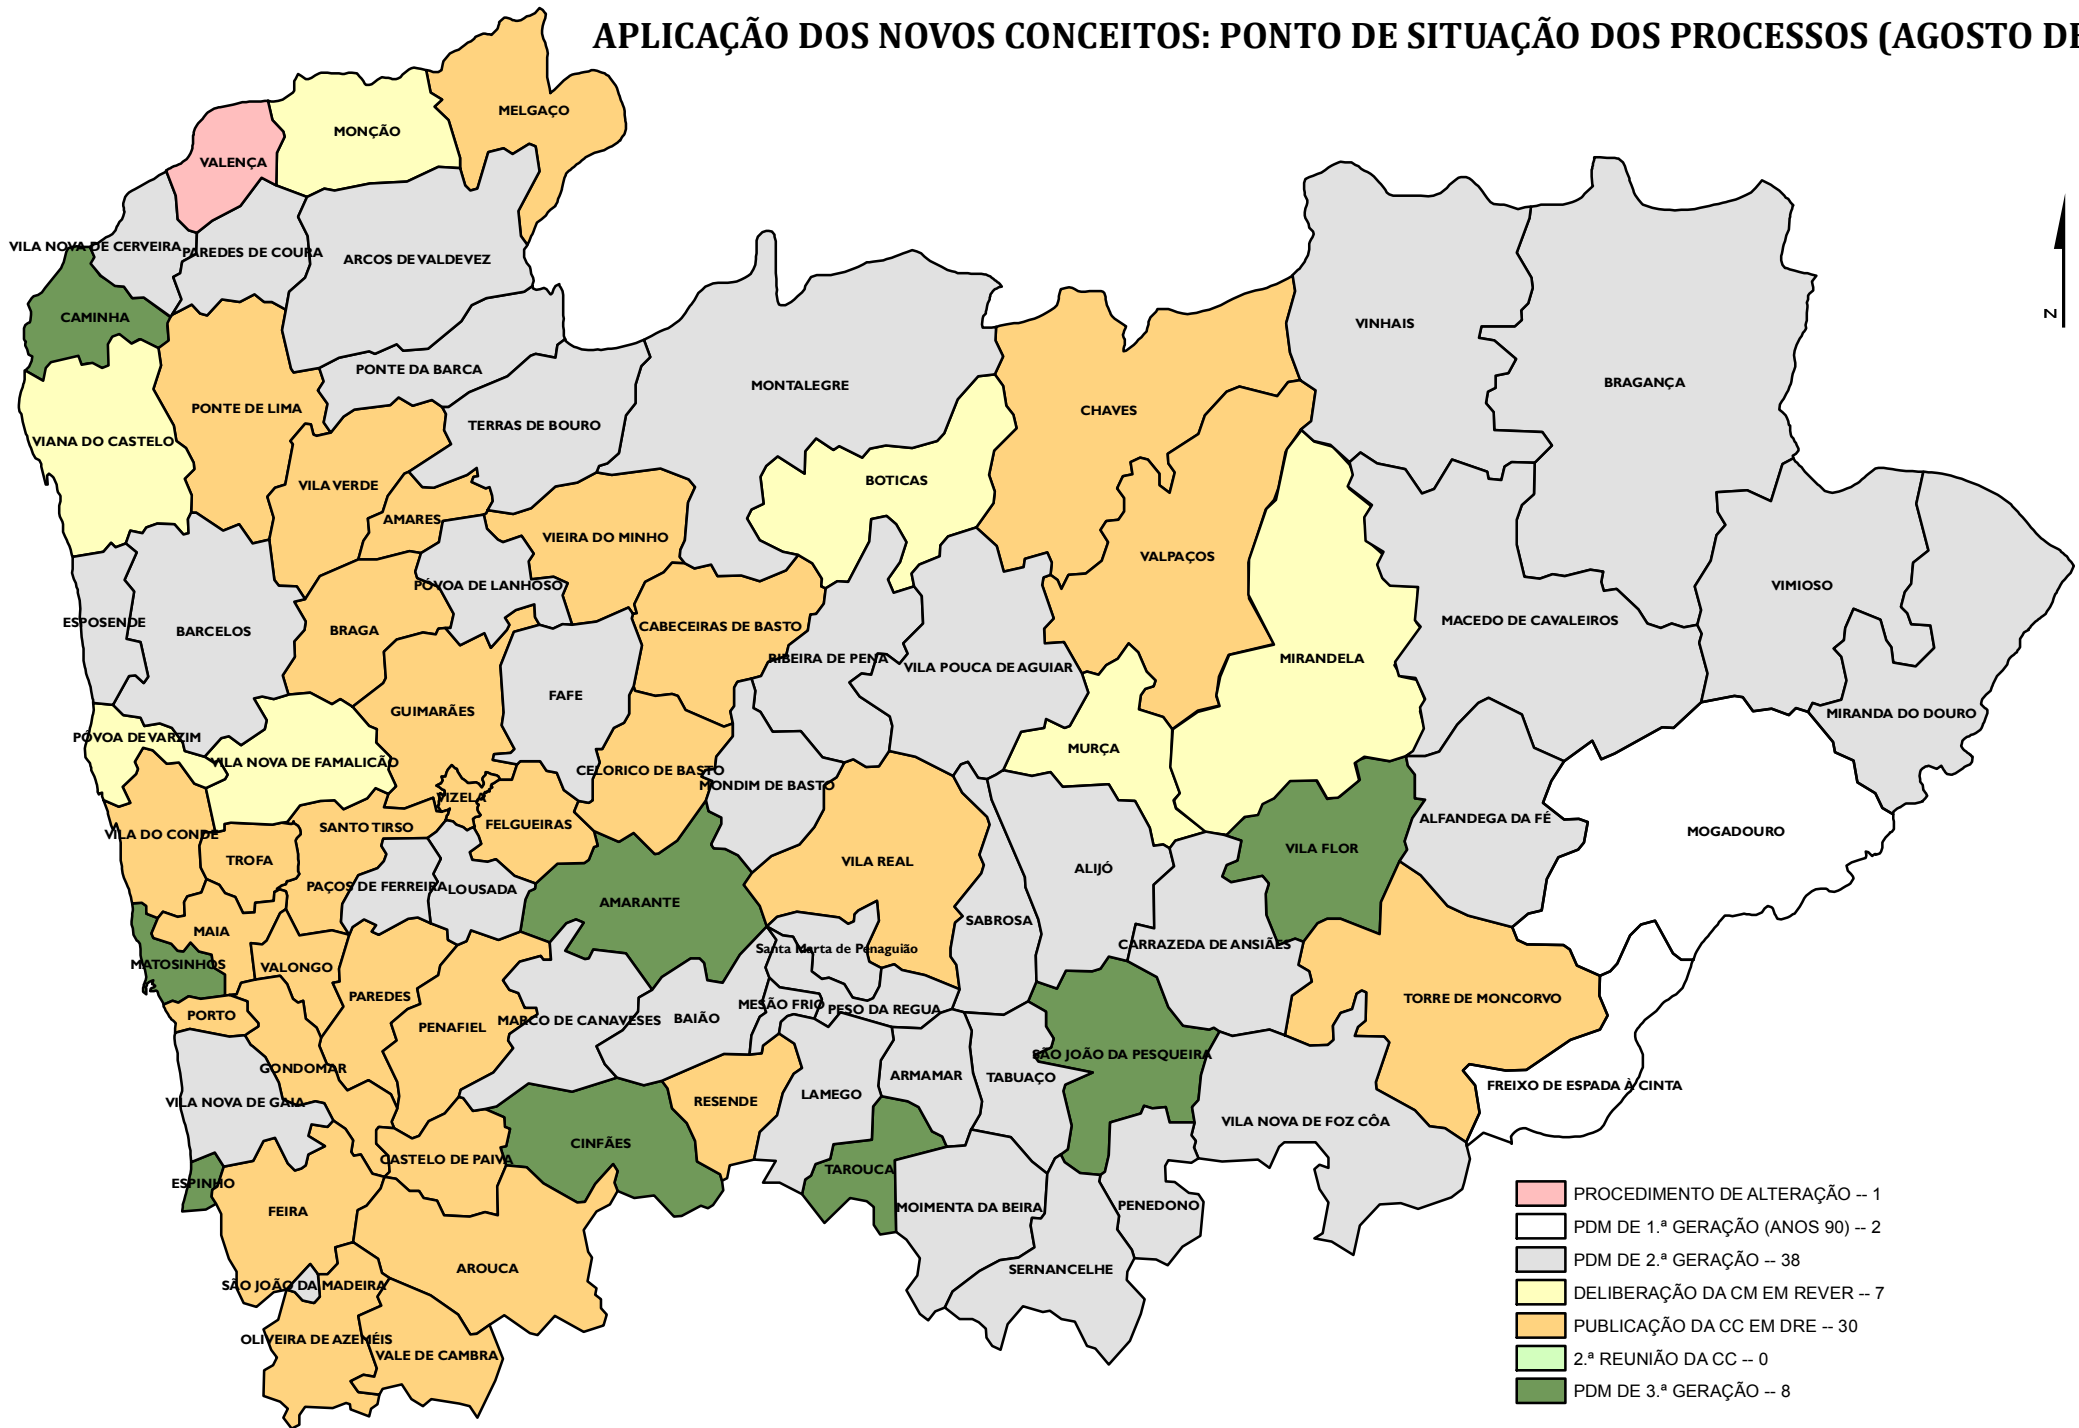 APLICAÇÃO DOS NOVOS CONCEITOS: PONTO DE SITUAÇÃO DOS PROCESSOS (AGOSTO DE
MELGAÇO
MONÇÃO
VALENÇA
VILA NOVA DE CERVEIRA
PAREDES DE COURA
ARCOS DE VALDEVEZ
CAMINHA
VINHAIS
BRAGANÇA
PONTE DA BARCA
MONTALEGRE
PONTE DE LIMA
CHAVES
TERRAS DE BOURO
VIANA DO CASTELO
BOTICAS
VILA VERDE
AMARES
VIEIRA DO MINHO
VALPAÇOS
PÓVOA DE LANHOSO
VIMIOSO
ESPOSENDE
BARCELOS
BRAGA
CABECEIRAS DE BASTO
MACEDO DE CAVALEIROS
RIBEIRA DE PENA
VILA POUCA DE AGUIAR
MIRANDELA
FAFE
GUIMARÃES
MIRANDA DO DOURO
PÓVOA DE VARZIM
MURÇA
VILA NOVA DE FAMALICÃO
CELORICO DE BASTO
MONDIM DE BASTO
VIZELA
FELGUEIRAS
SANTO TIRSO
VILA DO CONDE
ALFANDEGA DA FÉ
MOGADOURO
VILA FLOR
TROFA
VILA REAL
ALIJÓ
PAÇOS DE FERREIRA
LOUSADA
AMARANTE
SABROSA
MAIA
CARRAZEDA DE ANSIÃES
Santa Marta de Penaguião
MATOSINHOS
VALONGO
PAREDES
TORRE DE MONCORVO
MESÃO FRIO
PESO DA REGUA
PORTO
PENAFIEL
MARCO DE CANAVESES
BAIÃO
SÃO JOÃO DA PESQUEIRA
GONDOMAR
ARMAMAR
TABUAÇO
FREIXO DE ESPADA À CINTA
LAMEGO
VILA NOVA DE GAIA
RESENDE
VILA NOVA DE FOZ CÔA
CINFÃES
CASTELO DE PAIVA
TAROUCA
ESPINHO
FEIRA
MOIMENTA DA BEIRA
PENEDONO
AROUCA
SERNANCELHE
SÃO JOÃO DA MADEIRA
OLIVEIRA DE AZEMÉIS
VALE DE CAMBRA
N
PROCEDIMENTO DE ALTERAÇÃO -- 1
PDM DE 1.ª GERAÇÃO (ANOS 90) -- 2
PDM DE 2.ª GERAÇÃO -- 38
DELIBERAÇÃO DA CM EM REVER -- 7
PUBLICAÇÃO DA CC EM DRE -- 30
2.ª REUNIÃO DA CC -- 0
PDM DE 3.ª GERAÇÃO -- 8